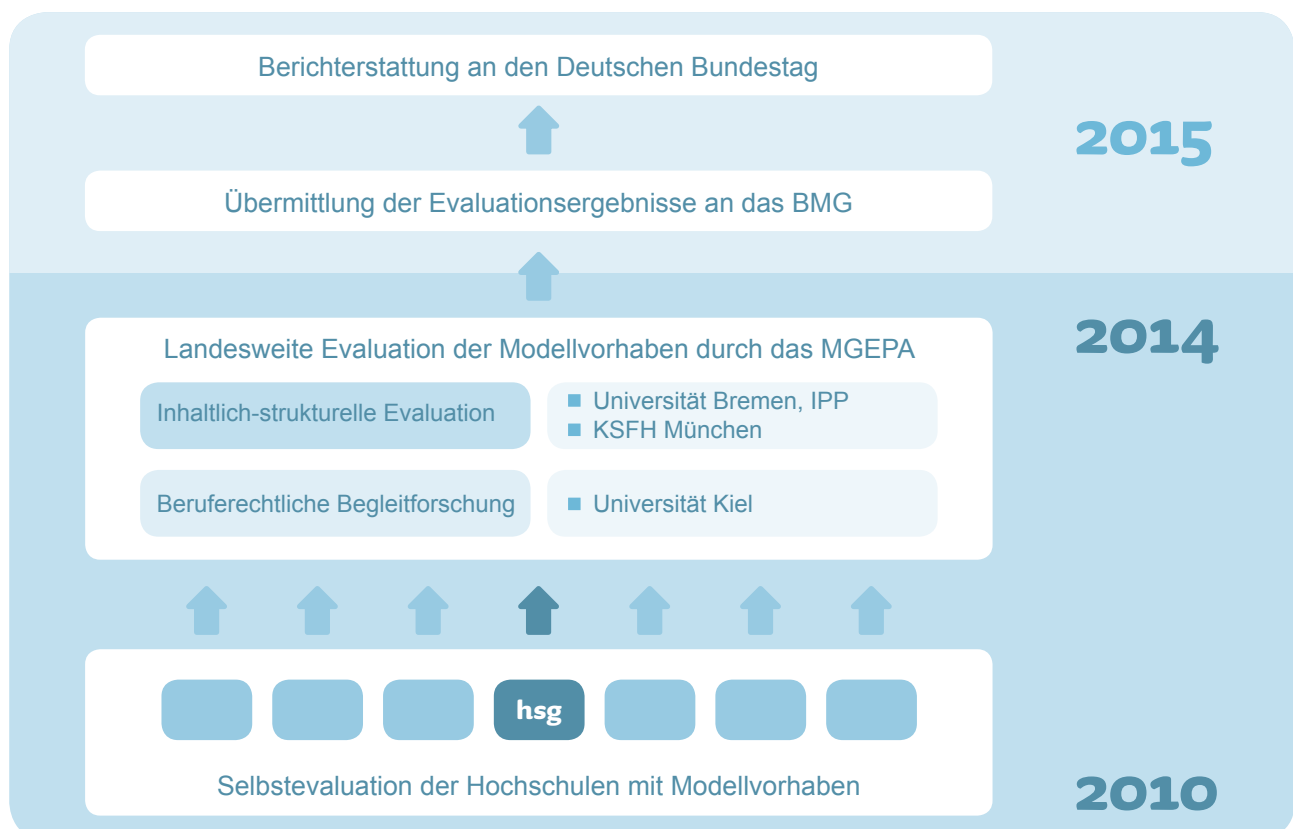 Berichterstattung an den Deutschen Bundestag
2015
Übermittlung der Evaluationsergebnisse an das BMG
2014
Landesweite Evaluation der Modellvorhaben durch das MGEPA
Inhaltlich-strukturelle Evaluation
Universität Bremen, IPP
KSFH München
Beruferechtliche Begleitforschung
Universität Kiel
hsg
Selbstevaluation der Hochschulen mit Modellvorhaben
2010